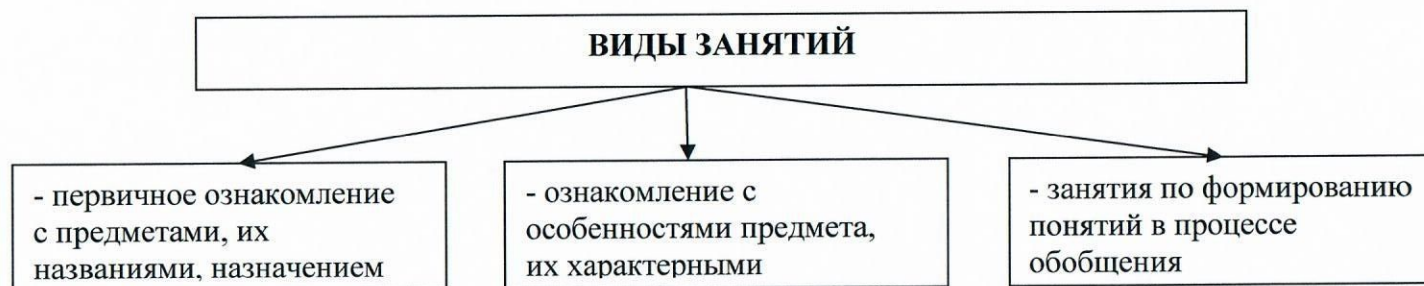 ВИДЫ ЗАНЯТИЙ
- первичное ознакомление
с предметами, их
названиями, назначением
- ознакомление с
особенностями предмета,
их характерными
- занятия по формированию
понятий в процессе
обобщения